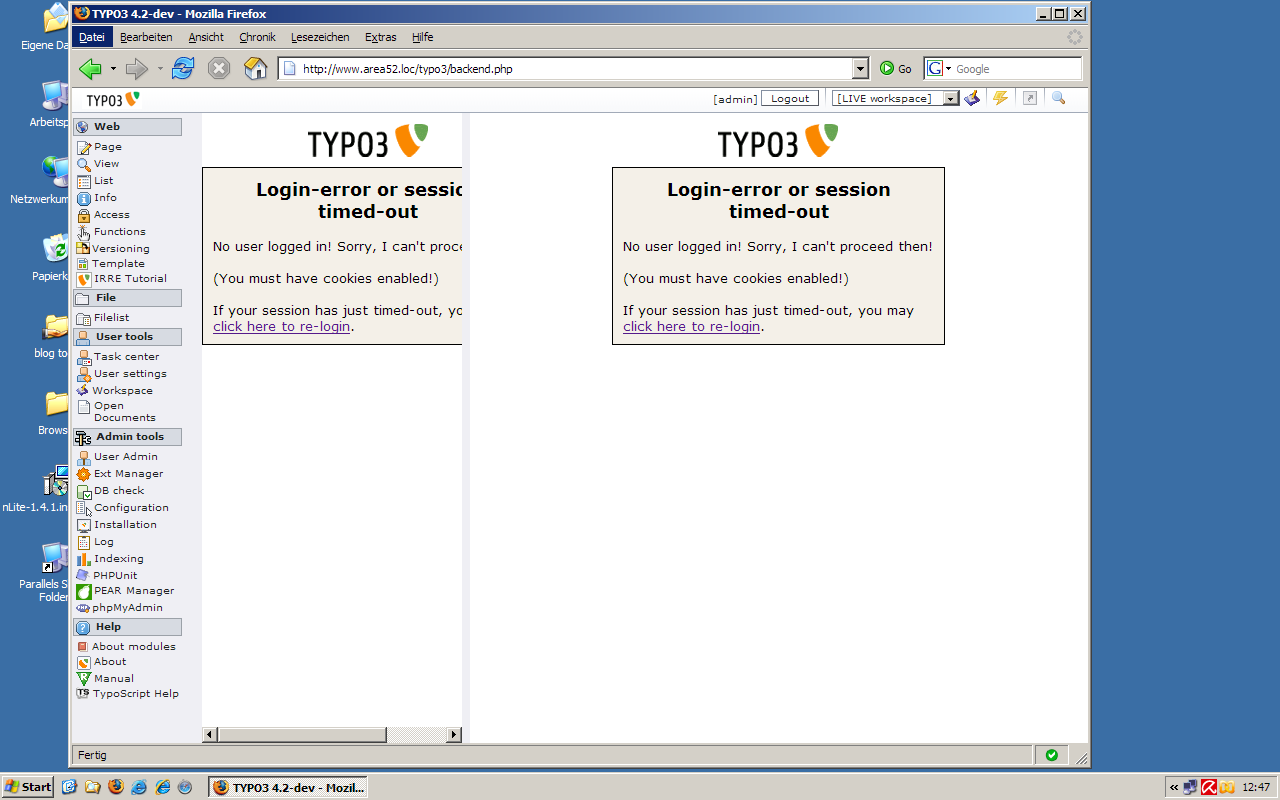 TYPO3 4.2-dev - Mozilla Firefox
Datei Bearbeiten Ansicht Chronik Lesezeichen Extras Hilfe
http://www.area52.loc/typo3/backend.php
Go
G Google
TYPO3
[admin] Logout [LIVE workspace]
Eigene Da
Arbeitsp
Netzwerkum
Papierk
blog to
Brows
nLite-1.4.1.in
Parallels S
Folder
Web
Page
View
List
Info
Access
Functions
Versioning
Template
IRRE Tutorial
File
Filelist
User tools
Task center
User settings
Workspace
Open
Documents
Admin tools
User Admin
Ext Manager
DB check
Configuration
Installation
Log
Indexing
PHPUnit
PEAR Manager
phpMyAdmin
Help
About modules
About
Manual
TS TypoScript Help
TYPO3
Login-error or sessio
timed-out
No user logged in! Sorry, I can't proce
(You must have cookies enabled!)
If your session has just timed-out, yo
click here to re-login.
TYPO3
Login-error or session
timed-out
No user logged in! Sorry, I can't proceed then!
(You must have cookies enabled!)
If your session has just timed-out, you may
click here to re-login.
Fertig
Start
TYPO3 4.2-dev - Mozil...
12:47